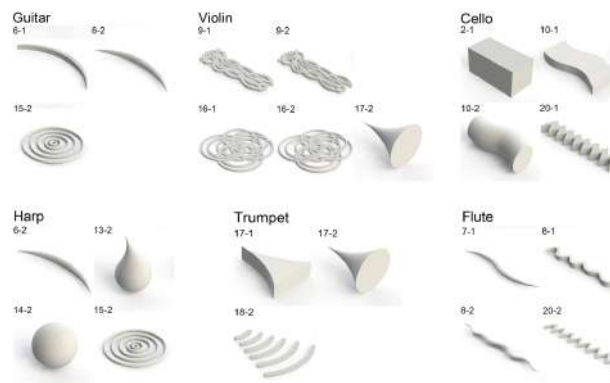 Guitar
6-1 6-2
15-2
Violin
9-1 9-2
16-1 16-2 17-2
Cello
2-1 10-1
10-2 20-1
Harp
6-2 13-2
14-2 15-2
Trumpet
17-1 17-2
18-2
Flute
7-1 8-1
8-2 20-2